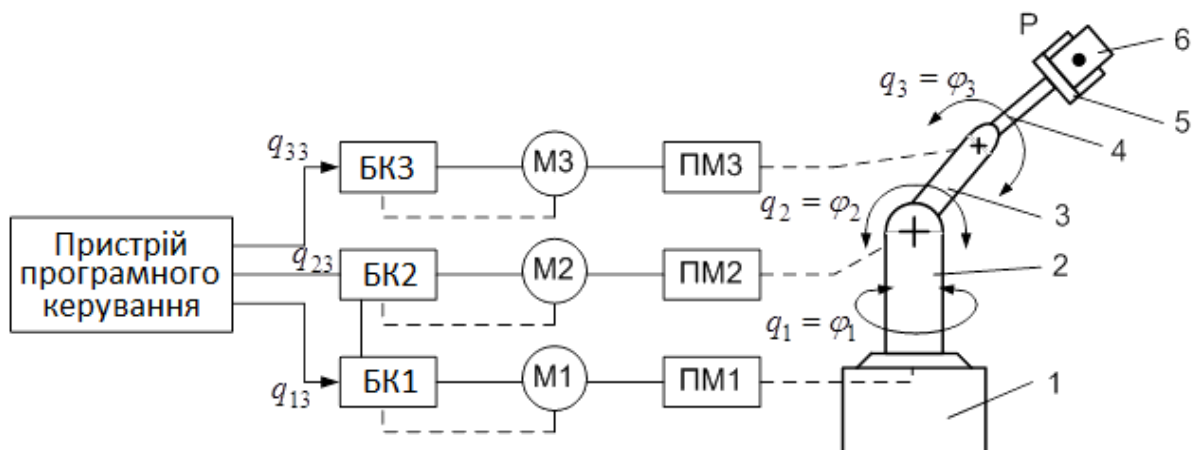 P
6
q₃ = φ₃
5
4
q₃₃
БК3
М3
ПМ3
q₂ = φ₂
3
Пристрій
програмного
керування
q₂₃
БК2
М2
ПМ2
2
q₁ = φ₁
q₁₃
БК1
М1
ПМ1
1